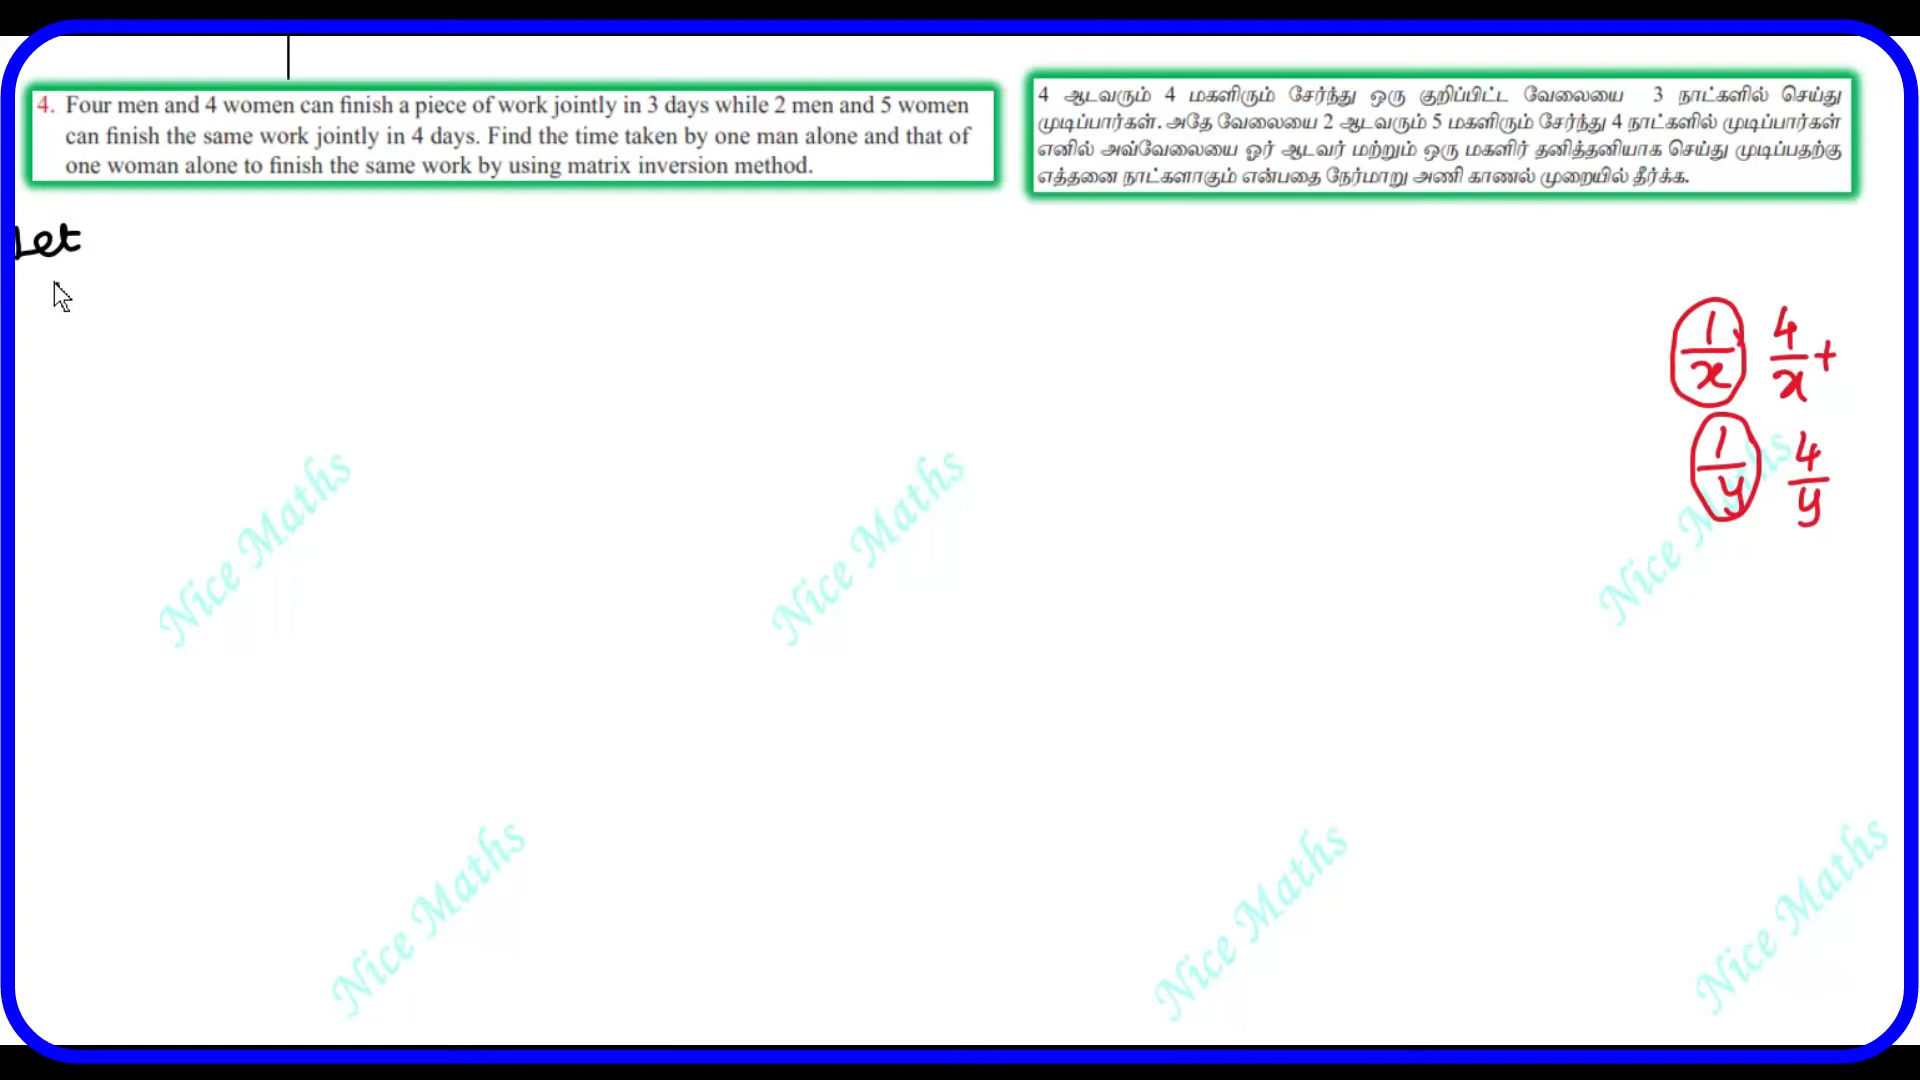 4. Four men and 4 women can finish a piece of work jointly in 3 days while 2 men and 5 women
can finish the same work jointly in 4 days. Find the time taken by one man alone and that of
one woman alone to finish the same work by using matrix inversion method.
4 ஆடவரும் 4 மகளிரும் சேர்ந்து ஒரு குறிப்பிட்ட வேலையை 3 நாட்களில் செய்து
முடிப்பார்கள். அதே வேலையை 2 ஆடவரும் 5 மகளிரும் சேர்ந்து 4 நாட்களில் முடிப்பார்கள்
எனில் அவ்வேலையை ஓர் ஆடவர் மற்றும் ஒரு மகளிர் தனித்தனியாக செய்து முடிப்பதற்கு
எத்தனை நாட்களாகும் என்பதை நேர்மாறு அணி காணல் முறையில் தீர்க்க.
Let
1/x 4/x +
1/y 4/y
Nice Maths
Nice Maths
Nice Maths
Nice Maths
Nice Maths
Nice Maths